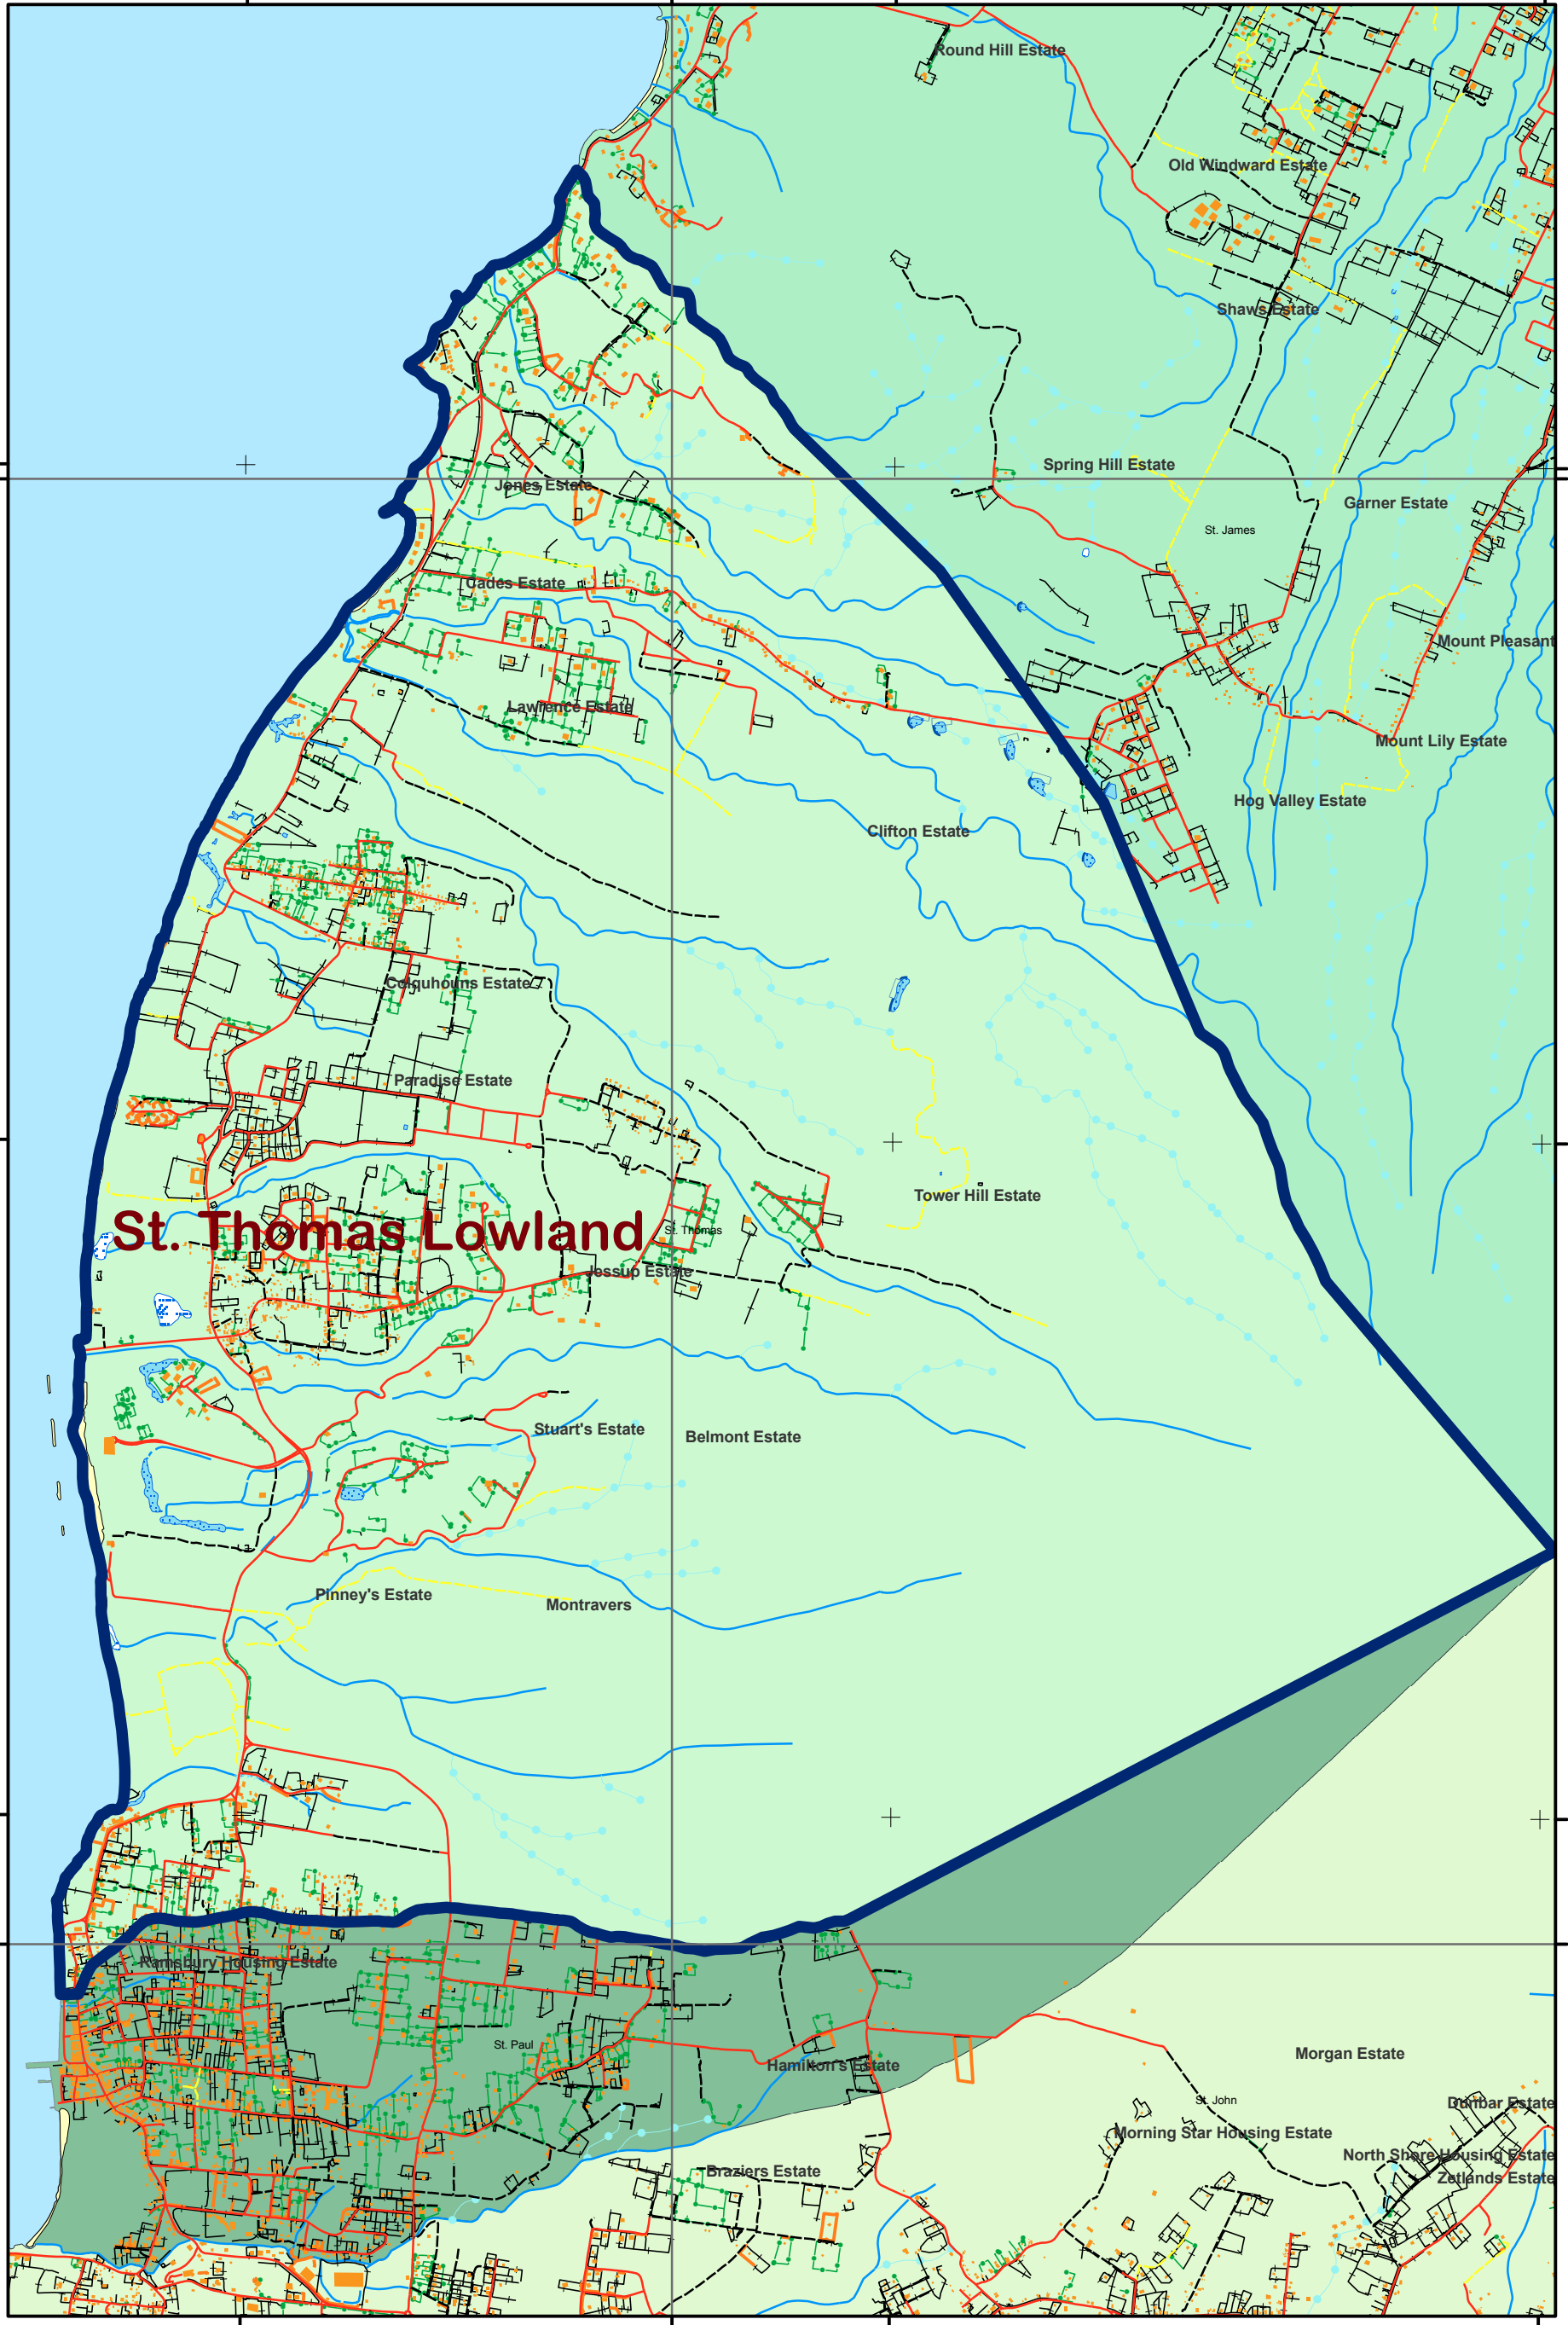 Round Hill Estate
Old Windward Estate
Shaws Estate
Spring Hill Estate
Jones Estate
Garner Estate
St. James
Cades Estate
Mount Pleasant
Lawrence Estate
Mount Lily Estate
Hog Valley Estate
Clifton Estate
Colquhouns Estate
Paradise Estate
Tower Hill Estate
St. Thomas Lowland
St. Thomas
Jessup Estate
Stuart's Estate
Belmont Estate
Pinney's Estate
Montravers
Ramsbury Housing Estate
St. Paul
Hamilton's Estate
Morgan Estate
St. John
Dunbar Estate
Morning Star Housing Estate
North Shore Housing Estate
Braziers Estate
Zetlands Estate